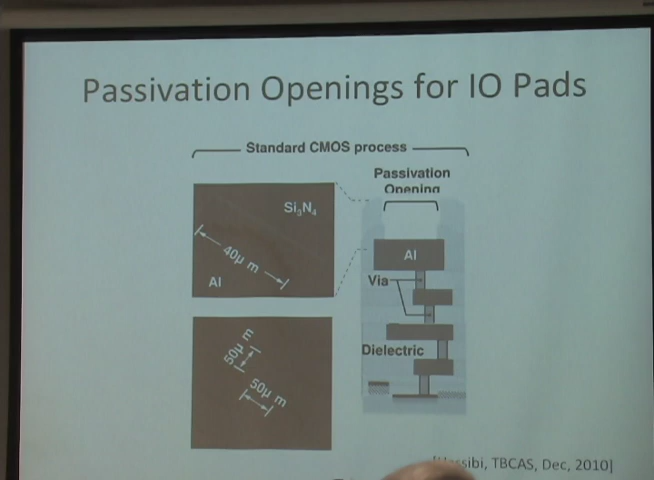 Passivation Openings for IO Pads
Standard CMOS process
Passivation
Opening
Si₃N₄
40μ m
Al
Al
Via
50μ m
50μ m
Dielectric
TBCAS, Dec, 2010]